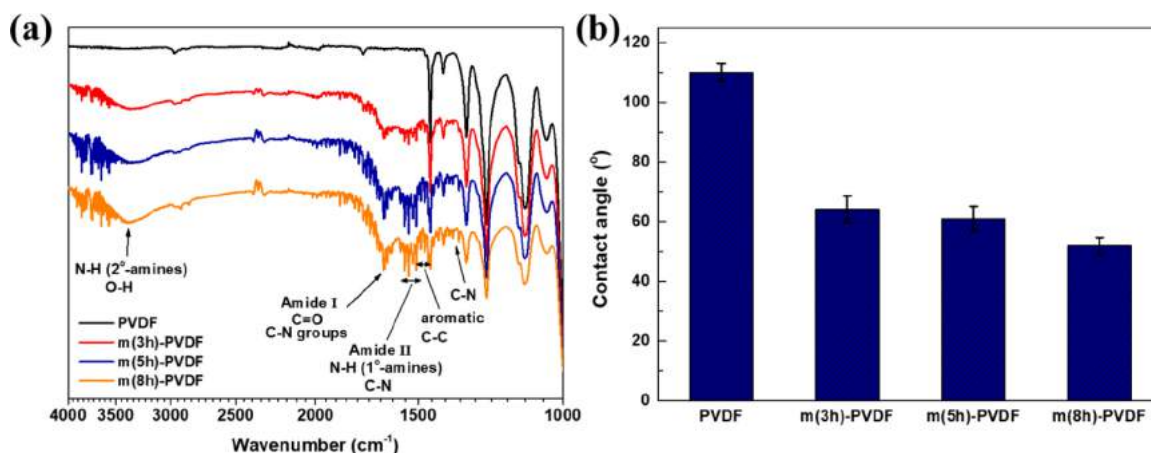 (a)
N-H (2°-amines)
O-H
PVDF
m(3h)-PVDF
m(5h)-PVDF
m(8h)-PVDF
Amide I
C=O
C-N groups
Amide II
N-H (1°-amines)
C-N
aromatic
C-C
C-N
4000 3500 3000 2000 1500 1000
Wavenumber (cm⁻¹)
(b)
Contact angle (°)
120
100
80
60
40
20
0
PVDF m(3h)-PVDF m(5h)-PVDF m(8h)-PVDF